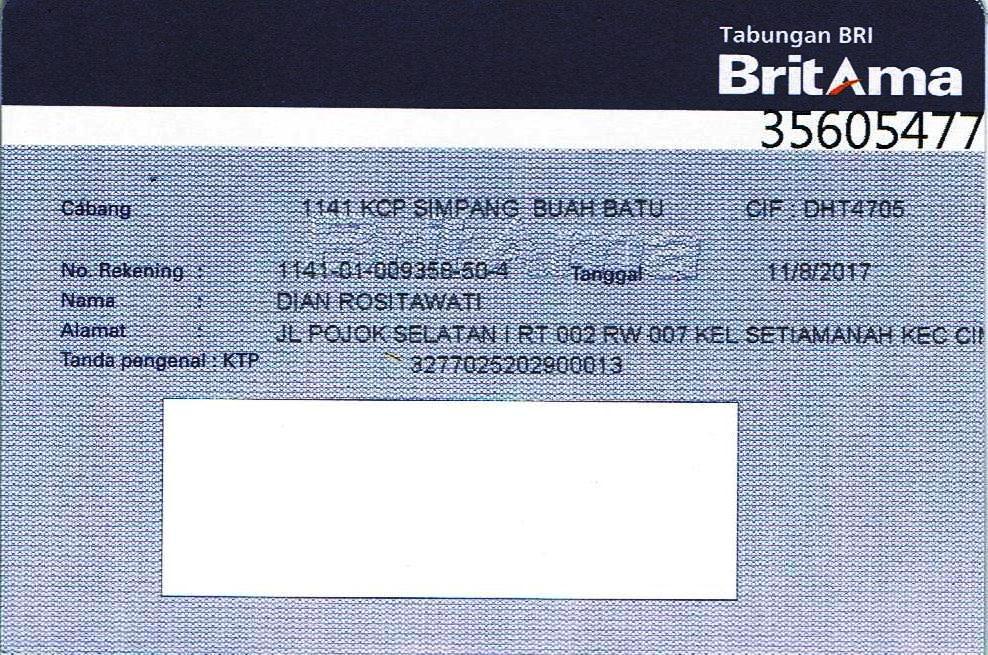 Tabungan BRI
BritAma
35605477
Cabang 1141 KCP SIMPANG BUAH BATU CIF : DHT4705
No. Rekening : 1141-01-009358-50-4 Tanggal 11/8/2017
Nama : DIAN ROSITAWATI
Alamat : JL POJOK SELATAN I RT 002 RW 007 KEL SETIAMANAH KEC
Tanda pengenal : KTP 3277025202900013